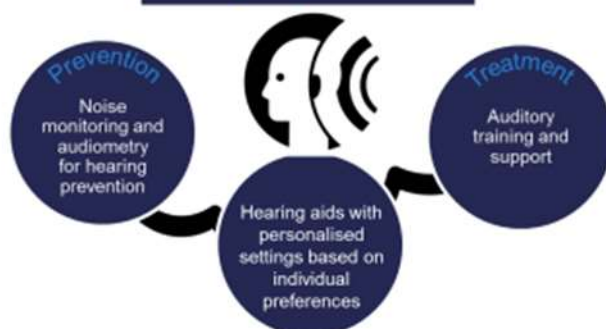 Prevention
Noise
monitoring and
audiometry
for hearing
prevention
Treatment
Auditory
training and
support
Hearing aids with
personalised
settings based on
individual
preferences